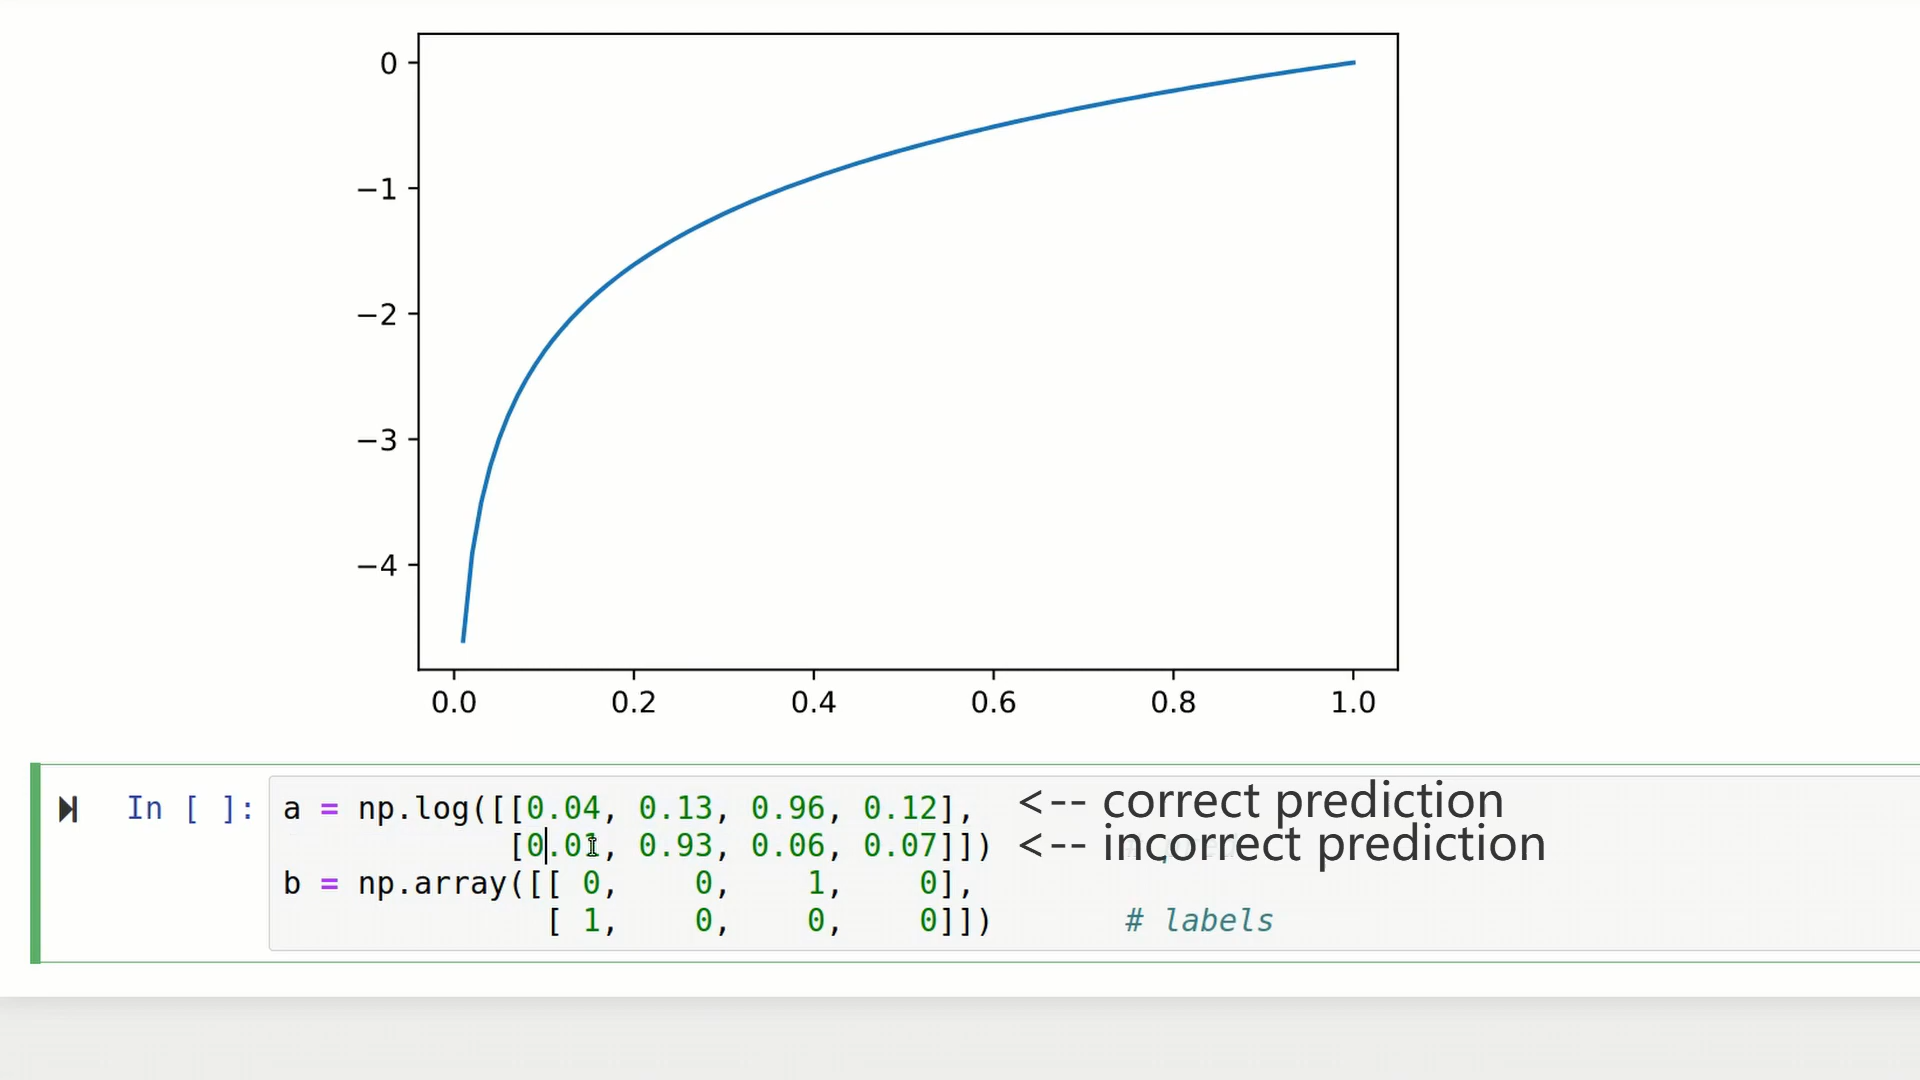 0
−1
−2
−3
−4
0.0 0.2 0.4 0.6 0.8 1.0
In [ ]: a = np.log([[0.04, 0.13, 0.96, 0.12], <-- correct prediction
[0.01, 0.93, 0.06, 0.07]]) <-- incorrect prediction
b = np.array([[ 0, 0, 1, 0],
[ 1, 0, 0, 0]]) # labels